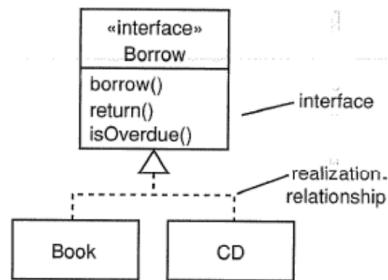 «interface»
Borrow
borrow()
return()
isOverdue()
interface
realization
relationship
Book
CD